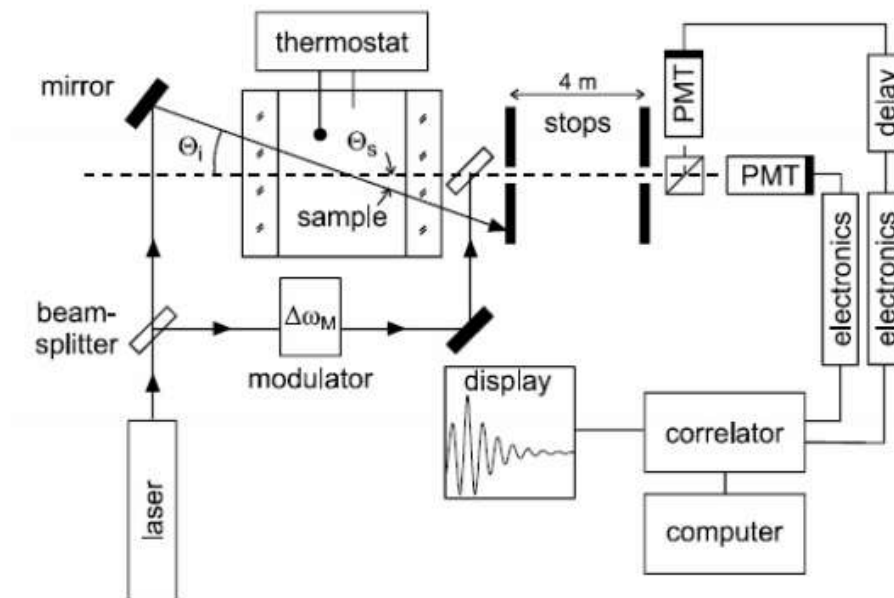 thermostat
mirror
4 m
PMT
delay
Θi
Θs
stops
PMT
sample
electronics
electronics
beam-
splitter
ΔωM
modulator
display
correlator
laser
computer